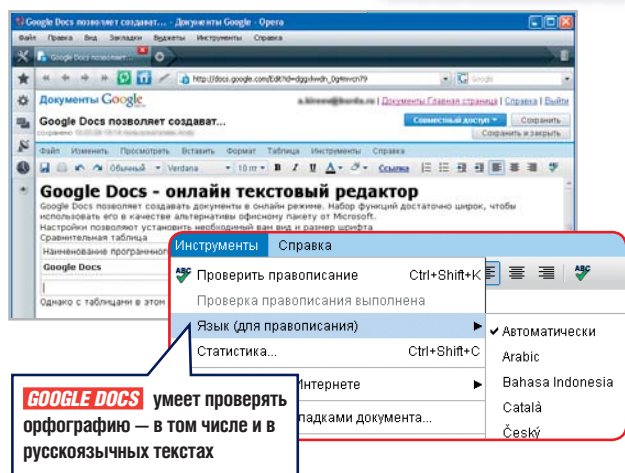 Google Docs позволяет создават... - Документы Google - Opera
Файл Правка Вид Закладки Виджеты Инструменты Справка
Google Docs позволяет...
Google
Документы Google
Документы Главная страница | Справка | Выйти
Google Docs позволяет создават...
Совместный доступ
Сохранить
Сохранить и закрыть
Файл Изменить Просмотреть Вставить Формат Таблица Инструменты Справка
Обычный Verdana 10 пт Ссылка
Google Docs - онлайн текстовый редактор
Google Docs позволяет создавать документы в онлайн режиме. Набор функций достаточно широк, чтобы
использовать его в качестве альтернативы офисному пакету от Microsoft.
Настройки позволяют установить необходимый вам вид и размер шрифта
Сравнительная таблица
Наименование программного
Google Docs
Однако с таблицами в этом
Инструменты Справка
Проверить правописание Ctrl+Shift+K
Проверка правописания выполнена
Язык (для правописания)
Статистика... Ctrl+Shift+C
Интернете
ладками документа...
Автоматически
Arabic
Bahasa Indonesia
Català
Český
GOOGLE DOCS умеет проверять
орфографию — в том числе и в
русскоязычных текстах